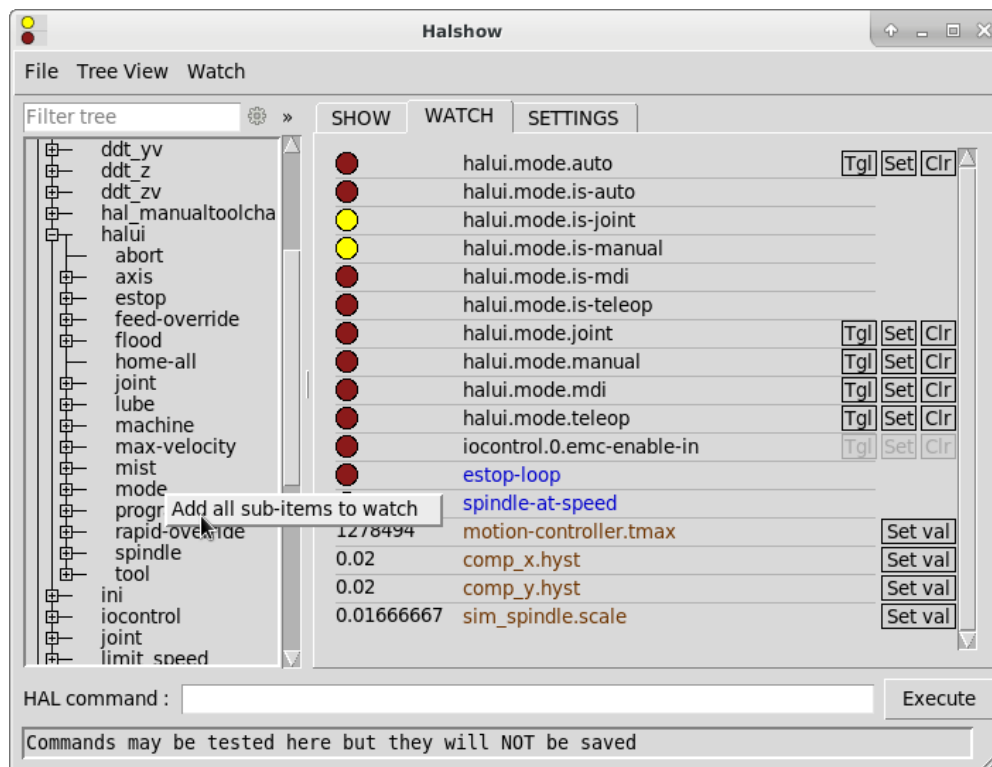 Halshow
File Tree View Watch
Filter tree »
SHOW WATCH SETTINGS
ddt_yv
ddt_z
ddt_zv
hal_manualtoolcha
halui
abort
axis
estop
feed-override
flood
home-all
joint
lube
machine
max-velocity
mist
mode
progr
rapid-override
spindle
tool
ini
iocontrol
joint
limit_speed
Add all sub-items to watch
halui.mode.auto Tgl Set Clr
halui.mode.is-auto
halui.mode.is-joint
halui.mode.is-manual
halui.mode.is-mdi
halui.mode.is-teleop
halui.mode.joint Tgl Set Clr
halui.mode.manual Tgl Set Clr
halui.mode.mdi Tgl Set Clr
halui.mode.teleop Tgl Set Clr
iocontrol.0.emc-enable-in Tgl Set Clr
estop-loop
spindle-at-speed
1278494 motion-controller.tmax Set val
0.02 comp_x.hyst Set val
0.02 comp_y.hyst Set val
0.01666667 sim_spindle.scale Set val
HAL command : Execute
Commands may be tested here but they will NOT be saved